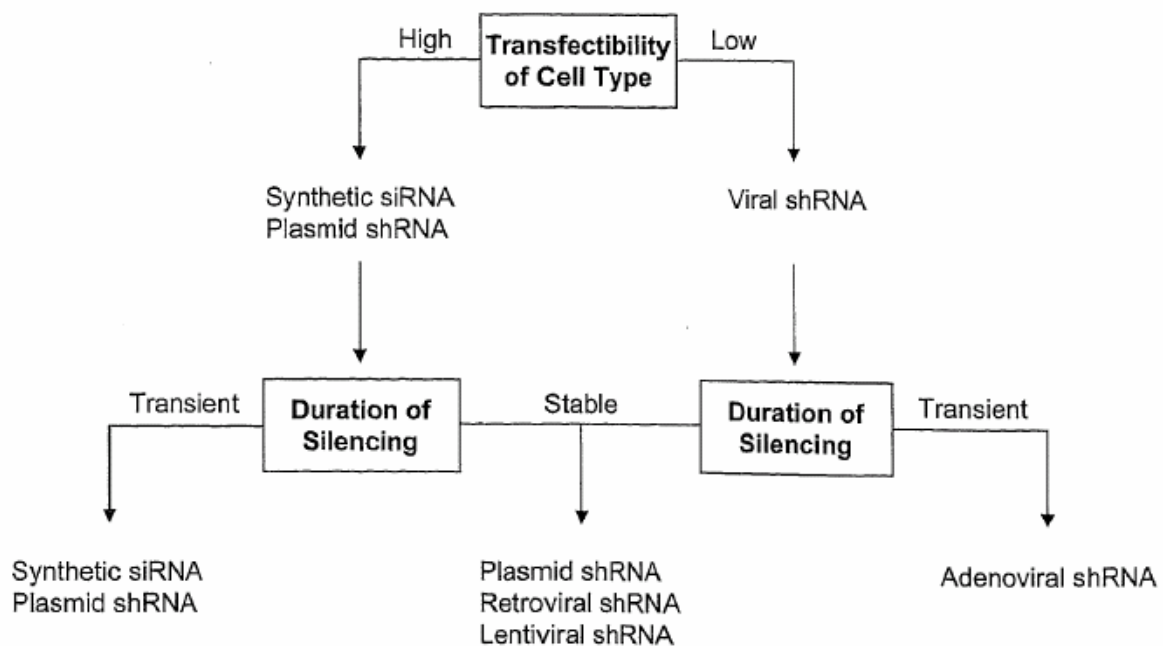 High
Transfectibility
of Cell Type
Low
Synthetic siRNA
Plasmid shRNA
Viral shRNA
Transient
Duration of
Silencing
Stable
Duration of
Silencing
Transient
Synthetic siRNA
Plasmid shRNA
Plasmid shRNA
Retroviral shRNA
Lentiviral shRNA
Adenoviral shRNA